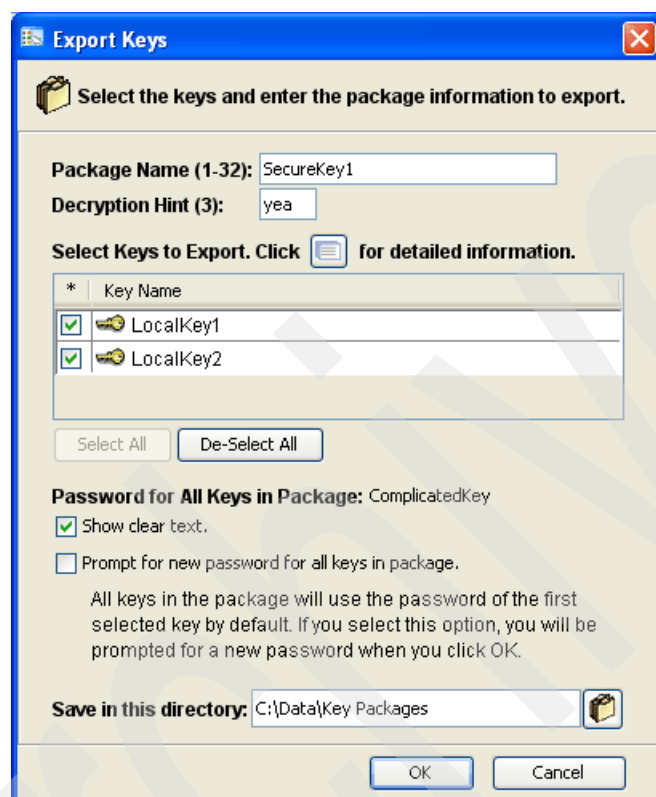 Export Keys
Select the keys and enter the package information to export.
Package Name (1-32): SecureKey1
Decryption Hint (3): yea
Select Keys to Export. Click for detailed information.
* Key Name
LocalKey1
LocalKey2
Select All De-Select All
Password for All Keys in Package: ComplicatedKey
Show clear text.
Prompt for new password for all keys in package.
All keys in the package will use the password of the first
selected key by default. If you select this option, you will be
prompted for a new password when you click OK.
Save in this directory: C:\Data\Key Packages
OK Cancel